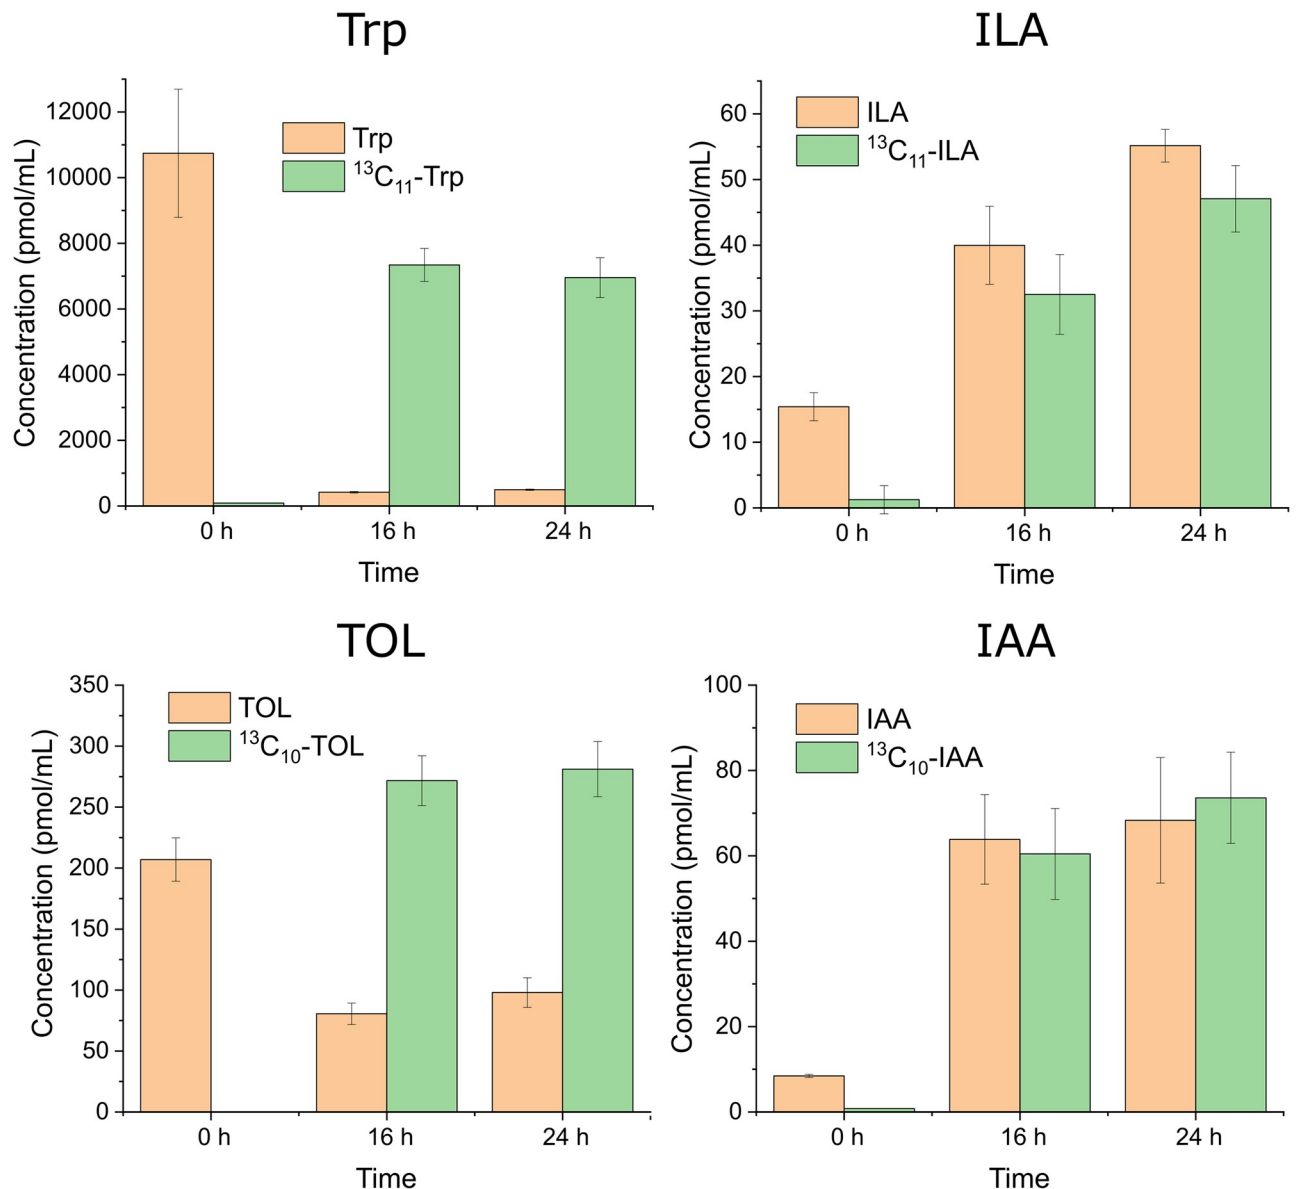 Trp
Concentration (pmol/mL)
12000
10000
8000
6000
4000
2000
0
Trp
¹³C₁₁-Trp
0 h
16 h
24 h
Time
ILA
Concentration (pmol/mL)
60
50
40
30
20
10
0
ILA
¹³C₁₁-ILA
0 h
16 h
24 h
Time
TOL
Concentration (pmol/mL)
350
300
250
200
150
100
50
0
TOL
¹³C₁₀-TOL
0 h
16 h
24 h
Time
IAA
Concentration (pmol/mL)
100
80
60
40
20
0
IAA
¹³C₁₀-IAA
0 h
16 h
24 h
Time